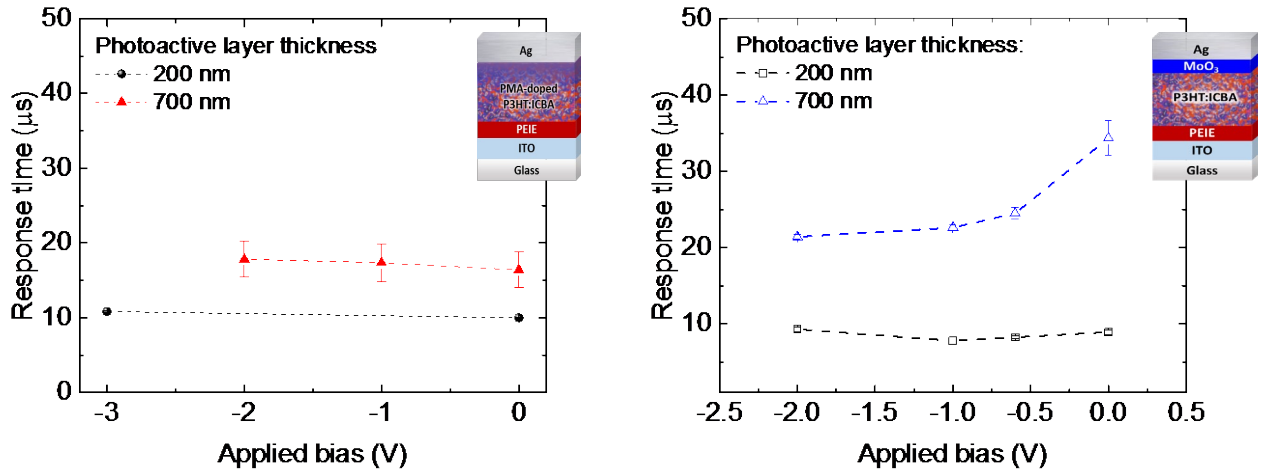 50
40
30
20
10
0
Response time (μs)
Photoactive layer thickness
200 nm
700 nm
Ag
PMA-doped
P3HT:ICBA
PEIE
ITO
Glass
-3
-2
-1
0
Applied bias (V)
50
40
30
20
10
Response time (μs)
Photoactive layer thickness:
200 nm
700 nm
Ag
MoO₃
P3HT:ICBA
PEIE
ITO
Glass
-2.5
-2.0
-1.5
-1.0
-0.5
0.0
0.5
Applied bias (V)